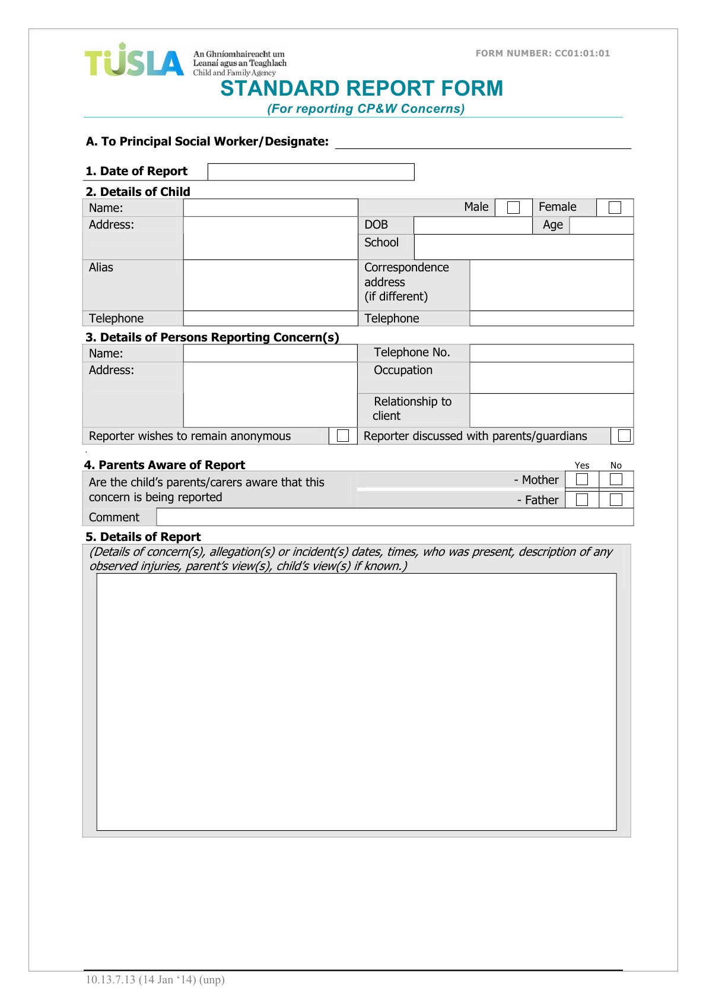 TUSLA
An Ghníomhaireacht um
Leanaí agus an Teaghlach
Child and Family Agency
FORM NUMBER: CC01:01:01
STANDARD REPORT FORM
(For reporting CP&W Concerns)
A. To Principal Social Worker/Designate:
1. Date of Report
2. Details of Child
Name: Male Female
Address: DOB Age
School
Alias Correspondence
address
(if different)
Telephone Telephone
3. Details of Persons Reporting Concern(s)
Name: Telephone No.
Address: Occupation
Relationship to
client
Reporter wishes to remain anonymous Reporter discussed with parents/guardians
.
4. Parents Aware of Report Yes No
Are the child’s parents/carers aware that this - Mother
concern is being reported - Father
Comment
5. Details of Report
(Details of concern(s), allegation(s) or incident(s) dates, times, who was present, description of any
observed injuries, parent’s view(s), child’s view(s) if known.)
10.13.7.13 (14 Jan ‘14) (unp)